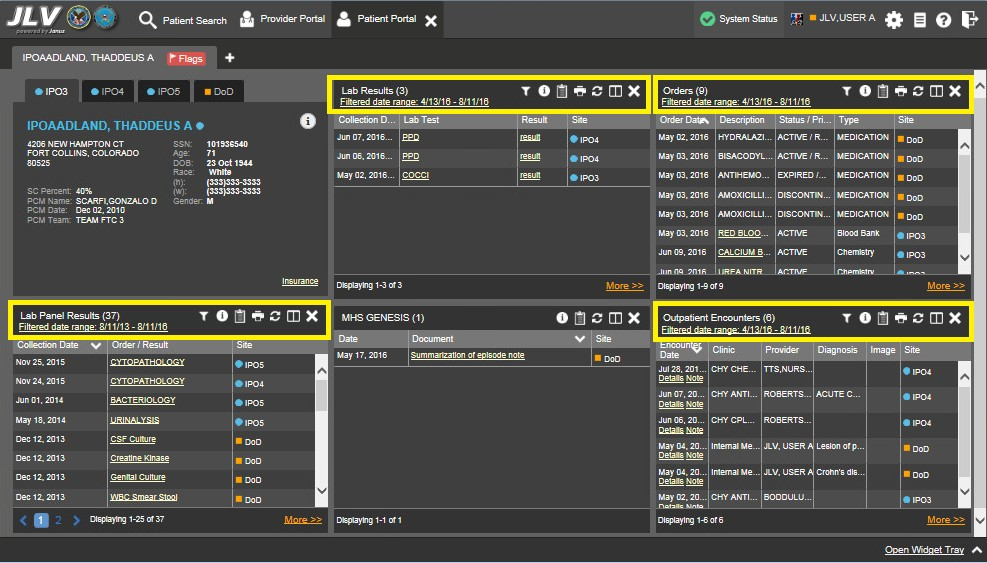 JLV
powered by Janus
Patient Search
Provider Portal
Patient Portal
System Status
JLV,USER A
IPOAADLAND, THADDEUS A
Flags
IPO3
IPO4
IPO5
DoD
IPOAADLAND, THADDEUS A
4206 NEW HAMPTON CT
FORT COLLINS, COLORADO
80525
SSN: 101936540
Age: 71
DOB: 23 Oct 1944
Race: White
(h): (333)333-3333
(w): (333)333-3333
Gender: M
SC Percent: 40%
PCM Name: SCARFI,GONZALO D
PCM Date: Dec 02, 2010
PCM Team: TEAM FTC 3
Insurance
Lab Results (3)
Filtered date range: 4/13/16 - 8/11/16
Collection D... Lab Test Result Site
Jun 07, 2016... PPD result IPO4
Jun 06, 2016... PPD result IPO4
May 02, 2016... COCCI result IPO3
Displaying 1-3 of 3
More >>
Orders (9)
Filtered date range: 4/13/16 - 8/11/16
Order Date Description Status / Pri... Type Site
May 02, 2016 HYDRALAZI... ACTIVE / R... MEDICATION DoD
May 03, 2016 BISACODYL... ACTIVE / R... MEDICATION DoD
May 03, 2016 ANTIHEMO... EXPIRED /... MEDICATION DoD
May 03, 2016 AMOXICILLI... DISCONTIN... MEDICATION DoD
May 03, 2016 AMOXICILLI... DISCONTIN... MEDICATION DoD
May 03, 2016 RED BLOO... ACTIVE Blood Bank IPO3
Jun 09, 2016 CALCIUM B... ACTIVE Chemistry IPO3
Jun 09, 2016 UREA NITR... ACTIVE Chemistry IPO3
Displaying 1-9 of 9
More >>
Lab Panel Results (37)
Filtered date range: 8/11/13 - 8/11/16
Collection Date Order / Result Site
Nov 25, 2015 CYTOPATHOLOGY IPO5
Nov 24, 2015 CYTOPATHOLOGY IPO4
Jun 01, 2014 BACTERIOLOGY IPO5
May 18, 2014 URINALYSIS IPO5
Dec 12, 2013 CSF Culture DoD
Dec 12, 2013 Creatine Kinase DoD
Dec 12, 2013 Genital Culture DoD
Dec 12, 2013 WBC Smear Stool DoD
1 2 Displaying 1-25 of 37
More >>
MHS GENESIS (1)
Date Document Site
May 17, 2016 Summarization of episode note DoD
Displaying 1-1 of 1
Outpatient Encounters (6)
Filtered date range: 4/13/16 - 8/11/16
Encounter Date Clinic Provider Diagnosis Image Site
Jul 28, 201... CHY CHE... TTS,NURS... IPO4
Details Note
Jun 07, 20... CHY ANTI... ROBERTS... ACUTE C... IPO4
Details Note
Jun 06, 20... CHY CPL... ROBERTS... IPO4
Details Note
May 04, 20... Internal Me... JLV, USER A Lesion of p... DoD
Details Note
May 04, 20... Internal Me... JLV, USER A Crohn's dis... DoD
Details Note
May 02, 20... CHY ANTI... BODDULU... IPO3
Displaying 1-6 of 6
More >>
Open Widget Tray